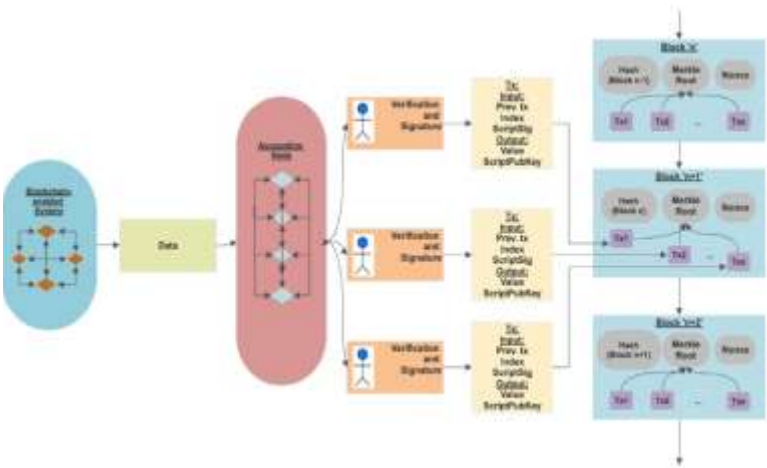 Blockchain-
enabled
System
Data
Verification
and
Signature
Verification
and
Signature
Verification
and
Signature
Tx:
Input:
Prev. tx
Index
ScriptSig
Output:
Value
ScriptPubKey
Tx:
Input:
Prev. tx
Index
ScriptSig
Output:
Value
ScriptPubKey
Tx:
Input:
Prev. tx
Index
ScriptSig
Output:
Value
ScriptPubKey
Block 'n'
Hash
(Block n-1)
Merkle
Root
Nonce
Tx1
Tx2
...
Txn
Block 'n+1'
Hash
(Block n)
Merkle
Root
Nonce
Tx1
Tx2
...
Txn
Block 'n+2'
Hash
(Block n+1)
Merkle
Root
Nonce
Tx1
Tx2
...
Txn